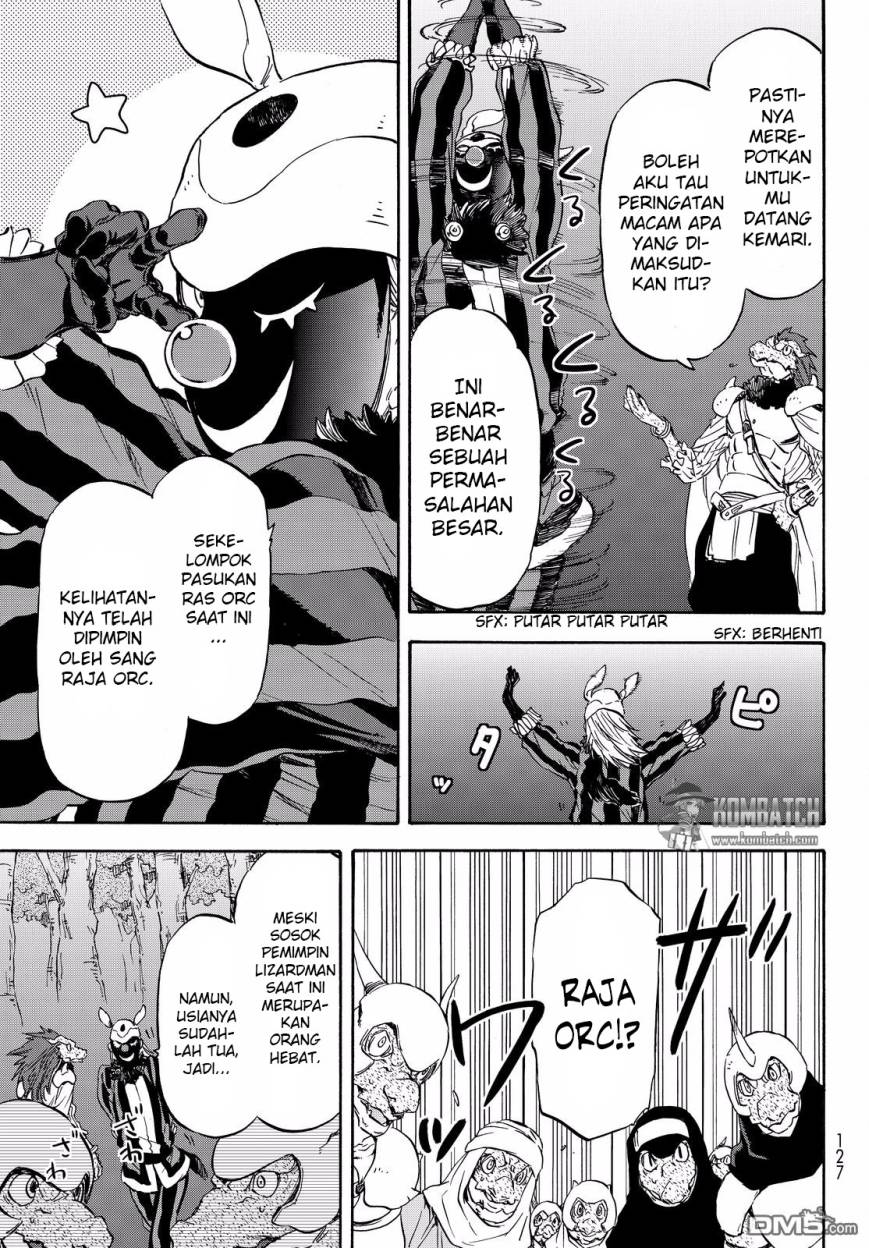 PASTI-
NYA
MERE-
POTKAN
UNTUK-
MU
DATANG
KEMARI.
BOLEH
AKU TAU
PERINGATAN
MACAM APA
YANG DI-
MAKSUD-
KAN ITU?
くるくるくる
INI
BENAR-
BENAR
SEBUAH
PERMA-
SALAHAN
BESAR.
SFX: PUTAR PUTAR PUTAR
SFX: BERHENTI
ピタッ
KOMBATCH
www.kombatch.com
SEKE-
LOMPOK
PASUKAN
RAS ORC
SAAT INI
...
KELIHATAN-
NYA TELAH
DIPIMPIN
OLEH SANG
RAJA ORC.
ザワッ
RAJA
ORC!?
MESKI
SOSOK
PEMIMPIN
LIZARDMAN
SAAT INI
MERUPA-
KAN
ORANG
HEBAT.
NAMUN,
USIANYA
SUDAH-
LAH TUA,
JADI...
ざわ
ざわ
127
DM5.com